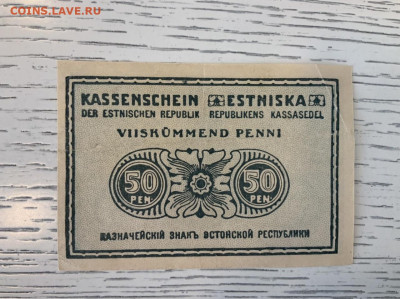 COINS.LAVE.RU
KASSENSCHEIN ESTNISKA
DER ESTNISCHEN REPUBLIK REPUBLIKENS KASSASEDEL
VIISKÜMMEND PENNI
50 50
PEN. PEN.
КАЗНАЧЕЙСКІЙ ЗНАКЪ ЭСТОНСКОЙ РЕСПУБЛИКИ